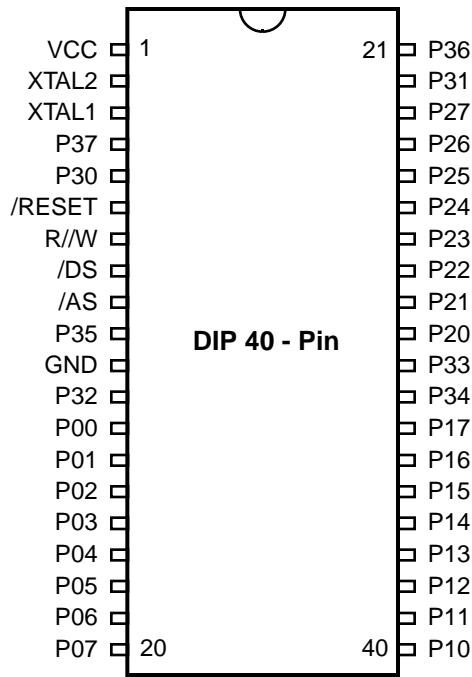 VCC 1 21 P36
XTAL2 P31
XTAL1 P27
P37 P26
P30 P25
/RESET P24
R//W P23
/DS P22
/AS P21
P35 DIP 40 - Pin P20
GND P33
P32 P34
P00 P17
P01 P16
P02 P15
P03 P14
P04 P13
P05 P12
P06 P11
P07 20 40 P10